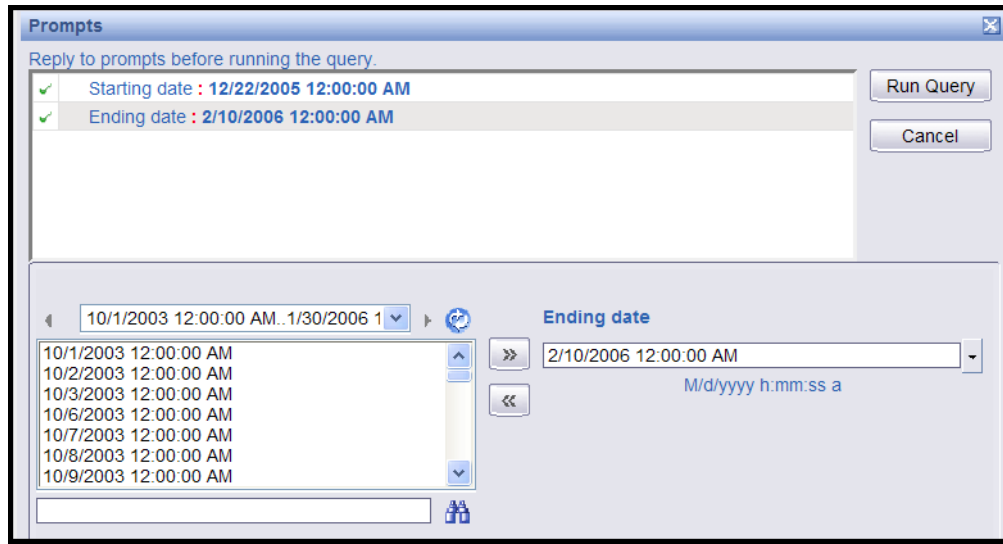 Prompts
Reply to prompts before running the query.
Starting date : 12/22/2005 12:00:00 AM
Ending date : 2/10/2006 12:00:00 AM
Run Query
Cancel
10/1/2003 12:00:00 AM..1/30/2006 1
10/1/2003 12:00:00 AM
10/2/2003 12:00:00 AM
10/3/2003 12:00:00 AM
10/6/2003 12:00:00 AM
10/7/2003 12:00:00 AM
10/8/2003 12:00:00 AM
10/9/2003 12:00:00 AM
Ending date
2/10/2006 12:00:00 AM
M/d/yyyy h:mm:ss a